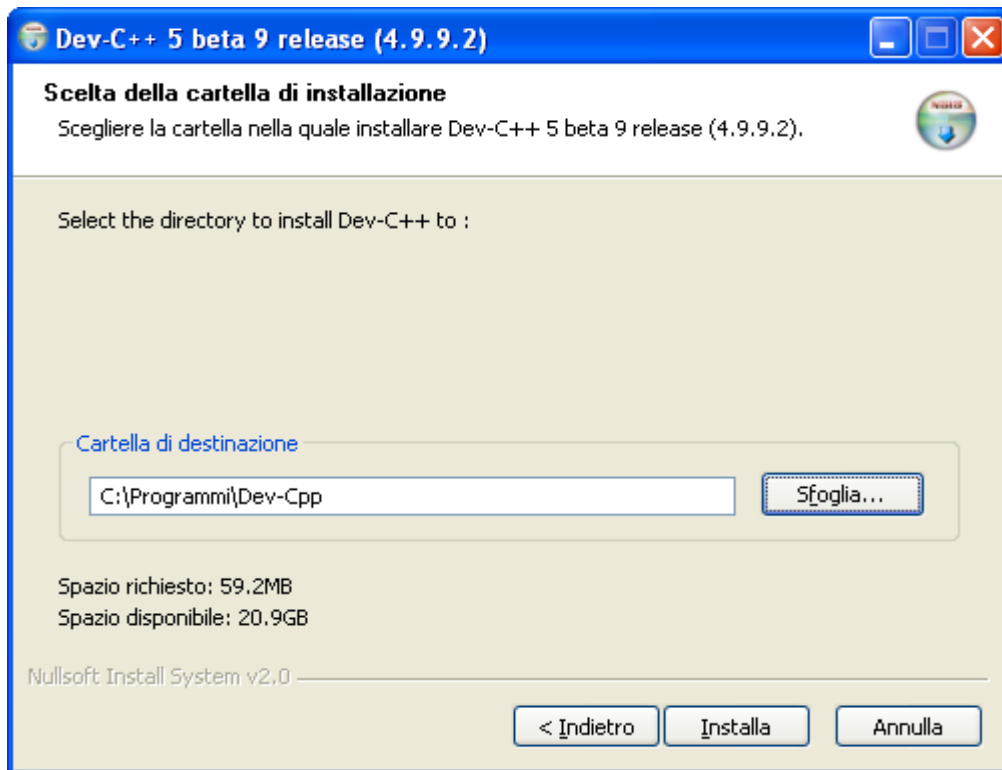 Dev-C++ 5 beta 9 release (4.9.9.2)
Scelta della cartella di installazione
Scegliere la cartella nella quale installare Dev-C++ 5 beta 9 release (4.9.9.2).
Select the directory to install Dev-C++ to :
Cartella di destinazione
C:\Programmi\Dev-Cpp
Sfoglia...
Spazio richiesto: 59.2MB
Spazio disponibile: 20.9GB
Nullsoft Install System v2.0
< Indietro
Installa
Annulla